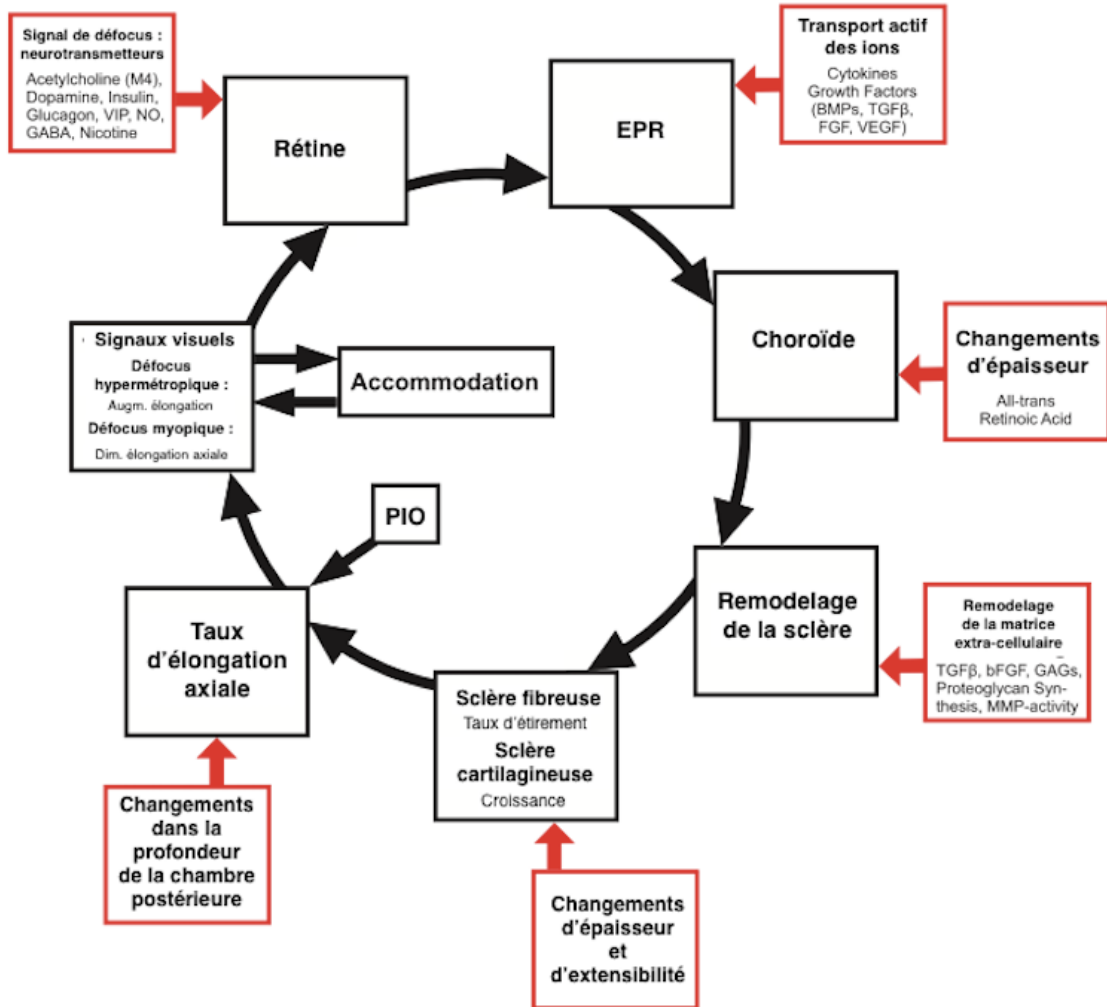 Signal de défocus :
neurotransmetteurs
Acetylcholine (M4),
Dopamine, Insulin,
Glucagon, VIP, NO,
GABA, Nicotine
Rétine
EPR
Transport actif
des ions
Cytokines
Growth Factors
(BMPs, TGFβ,
FGF, VEGF)
Signaux visuels
Défocus
hypermétropique :
Augm. élongation
Défocus myopique :
Dim. élongation axiale
Accommodation
Choroïde
Changements
d'épaisseur
All-trans
Retinoic Acid
PIO
Taux
d'élongation
axiale
Remodelage
de la sclère
Remodelage
de la matrice
extra-cellulaire
TGFβ, bFGF, GAGs,
Proteoglycan Syn-
thesis, MMP-activity
Sclère fibreuse
Taux d'étirement
Sclère
cartilagineuse
Croissance
Changements
dans la
profondeur
de la chambre
postérieure
Changements
d'épaisseur
et
d'extensibilité